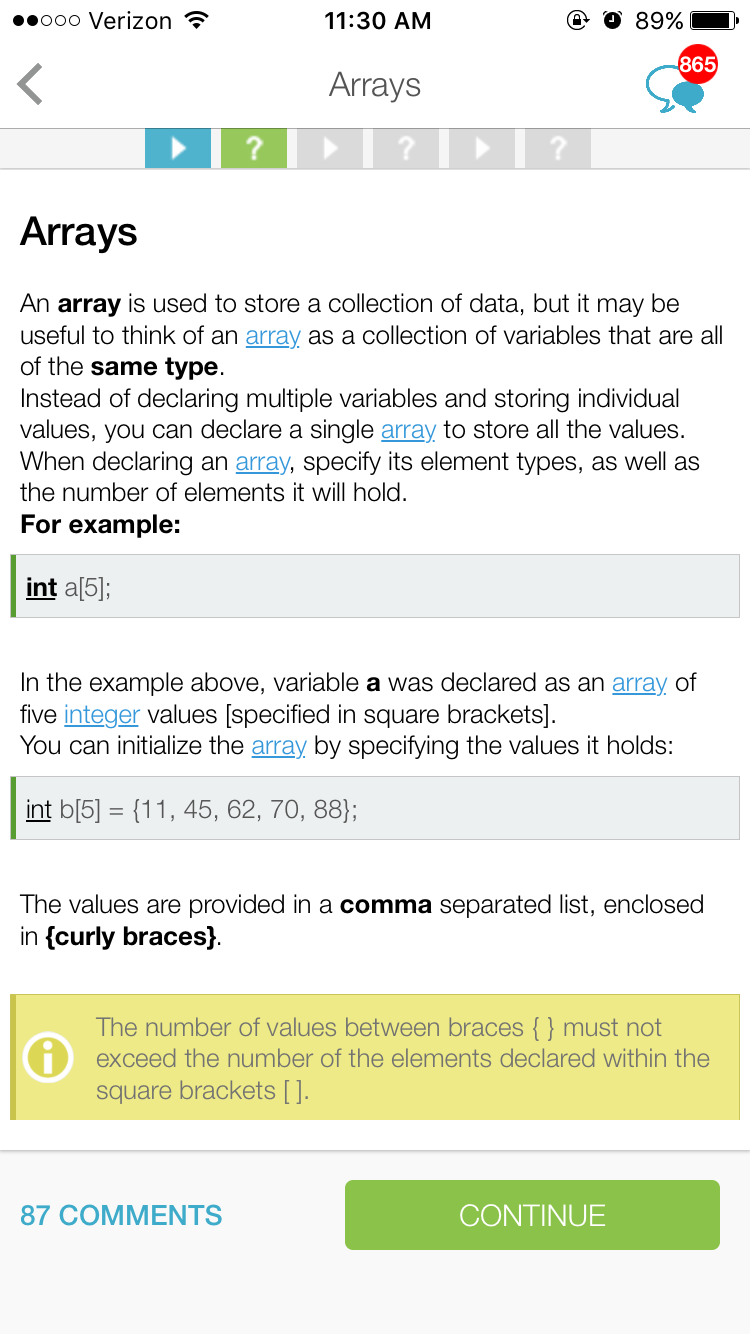 Verizon 11:30 AM 89%
Arrays 865
? ? ?
Arrays
An array is used to store a collection of data, but it may be
useful to think of an array as a collection of variables that are all
of the same type.
Instead of declaring multiple variables and storing individual
values, you can declare a single array to store all the values.
When declaring an array, specify its element types, as well as
the number of elements it will hold.
For example:
int a[5];
In the example above, variable a was declared as an array of
five integer values [specified in square brackets].
You can initialize the array by specifying the values it holds:
int b[5] = {11, 45, 62, 70, 88};
The values are provided in a comma separated list, enclosed
in {curly braces}.
The number of values between braces { } must not
exceed the number of the elements declared within the
square brackets [ ].
87 COMMENTS CONTINUE